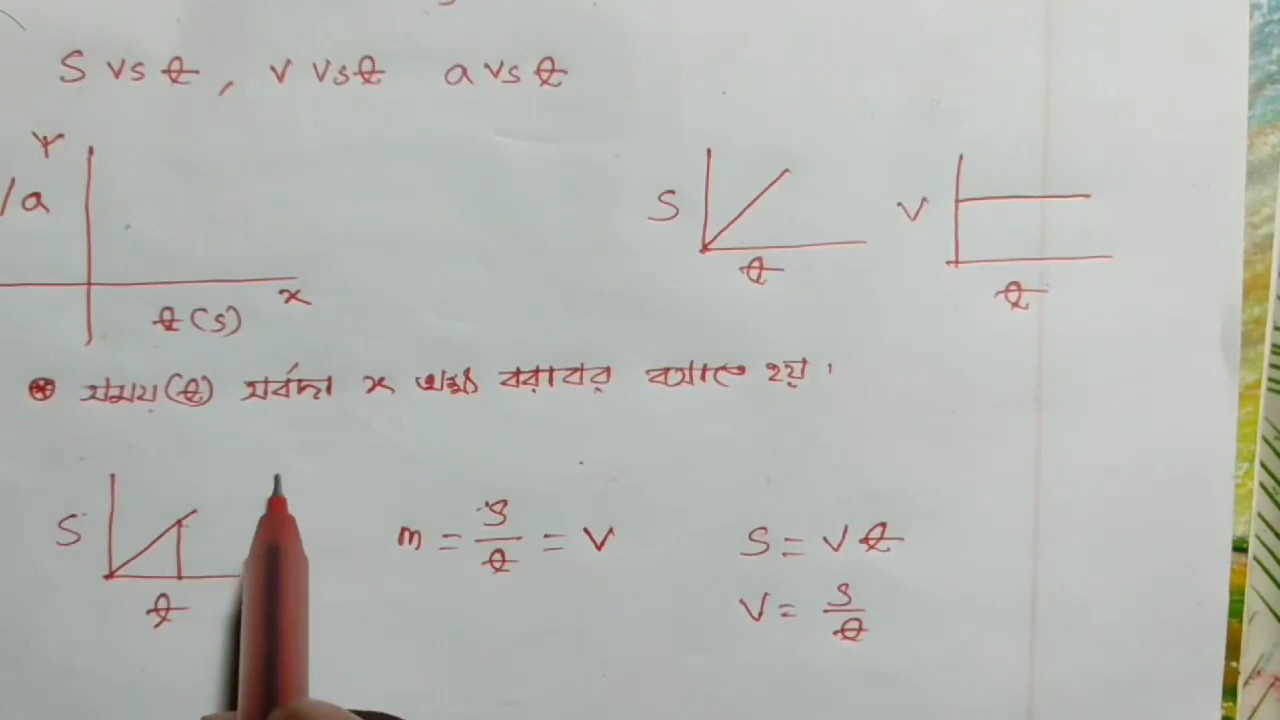 S vs t, v vs t a vs t
Y
/a
x
t(s)
S
t
v
t
সময়(t) সর্বদা x অক্ষ বরাবর বসাতে হয়।
S
t
m = S/t = v
S = vt
v = S/t